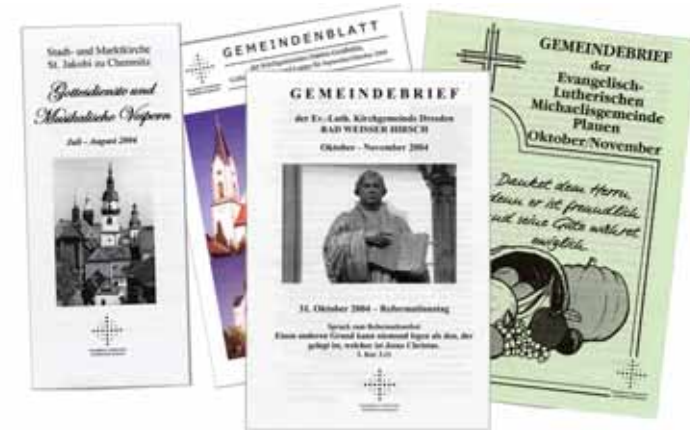 Stadt- und Marktkirche
St. Jakobi zu Chemnitz
Gottesdienste und
Musikalische Vespern
Juli – August 2004
GEMEINDENBLATT
der Kirchgemeinden
GEMEINDEBRIEF
der Ev.-Luth. Kirchgemeinde Dresden
BAD WEISSER HIRSCH
Oktober - November 2004
31. Oktober 2004 – Reformationstag
Spruch zum Reformationsfest
Einen anderen Grund kann niemand legen als den, der
gelegt ist, welcher ist Jesus Christus.
1. Kor. 3,11
GEMEINDEBRIEF
der
Evangelisch-
Lutherischen
Michaelisgemeinde
Plauen
Oktober/November
Danket dem Herrn,
denn er ist freundlich
und seine Güte währet
ewiglich.